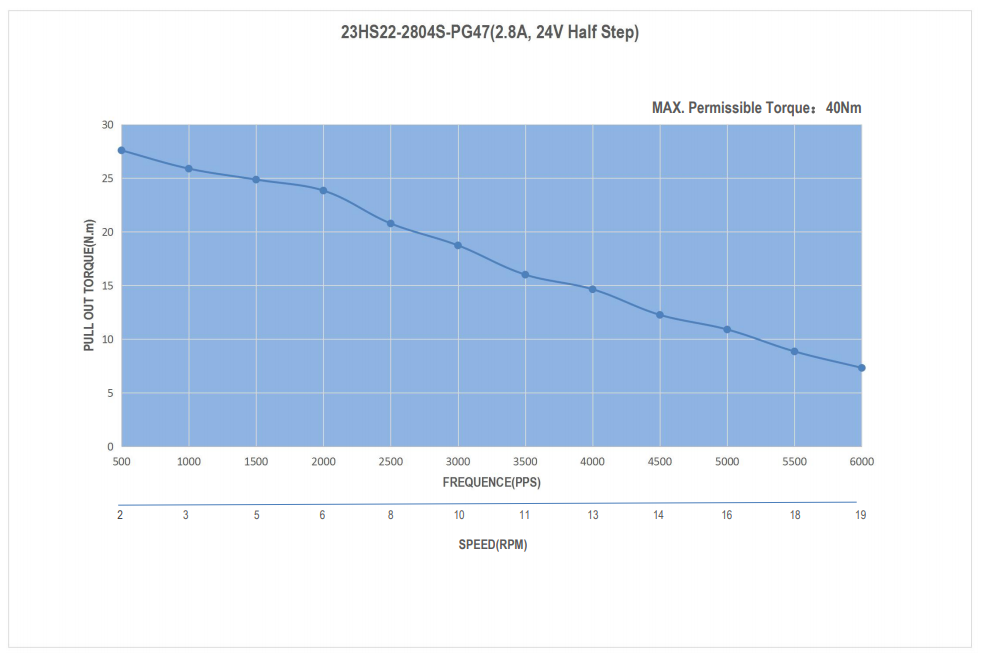 23HS22-2804S-PG47(2.8A, 24V Half Step)
MAX. Permissible Torque：40Nm
PULL OUT TORQUE(N.m)
30
25
20
15
10
5
0
500 1000 1500 2000 2500 3000 3500 4000 4500 5000 5500 6000
FREQUENCE(PPS)
2 3 5 6 8 10 11 13 14 16 18 19
SPEED(RPM)